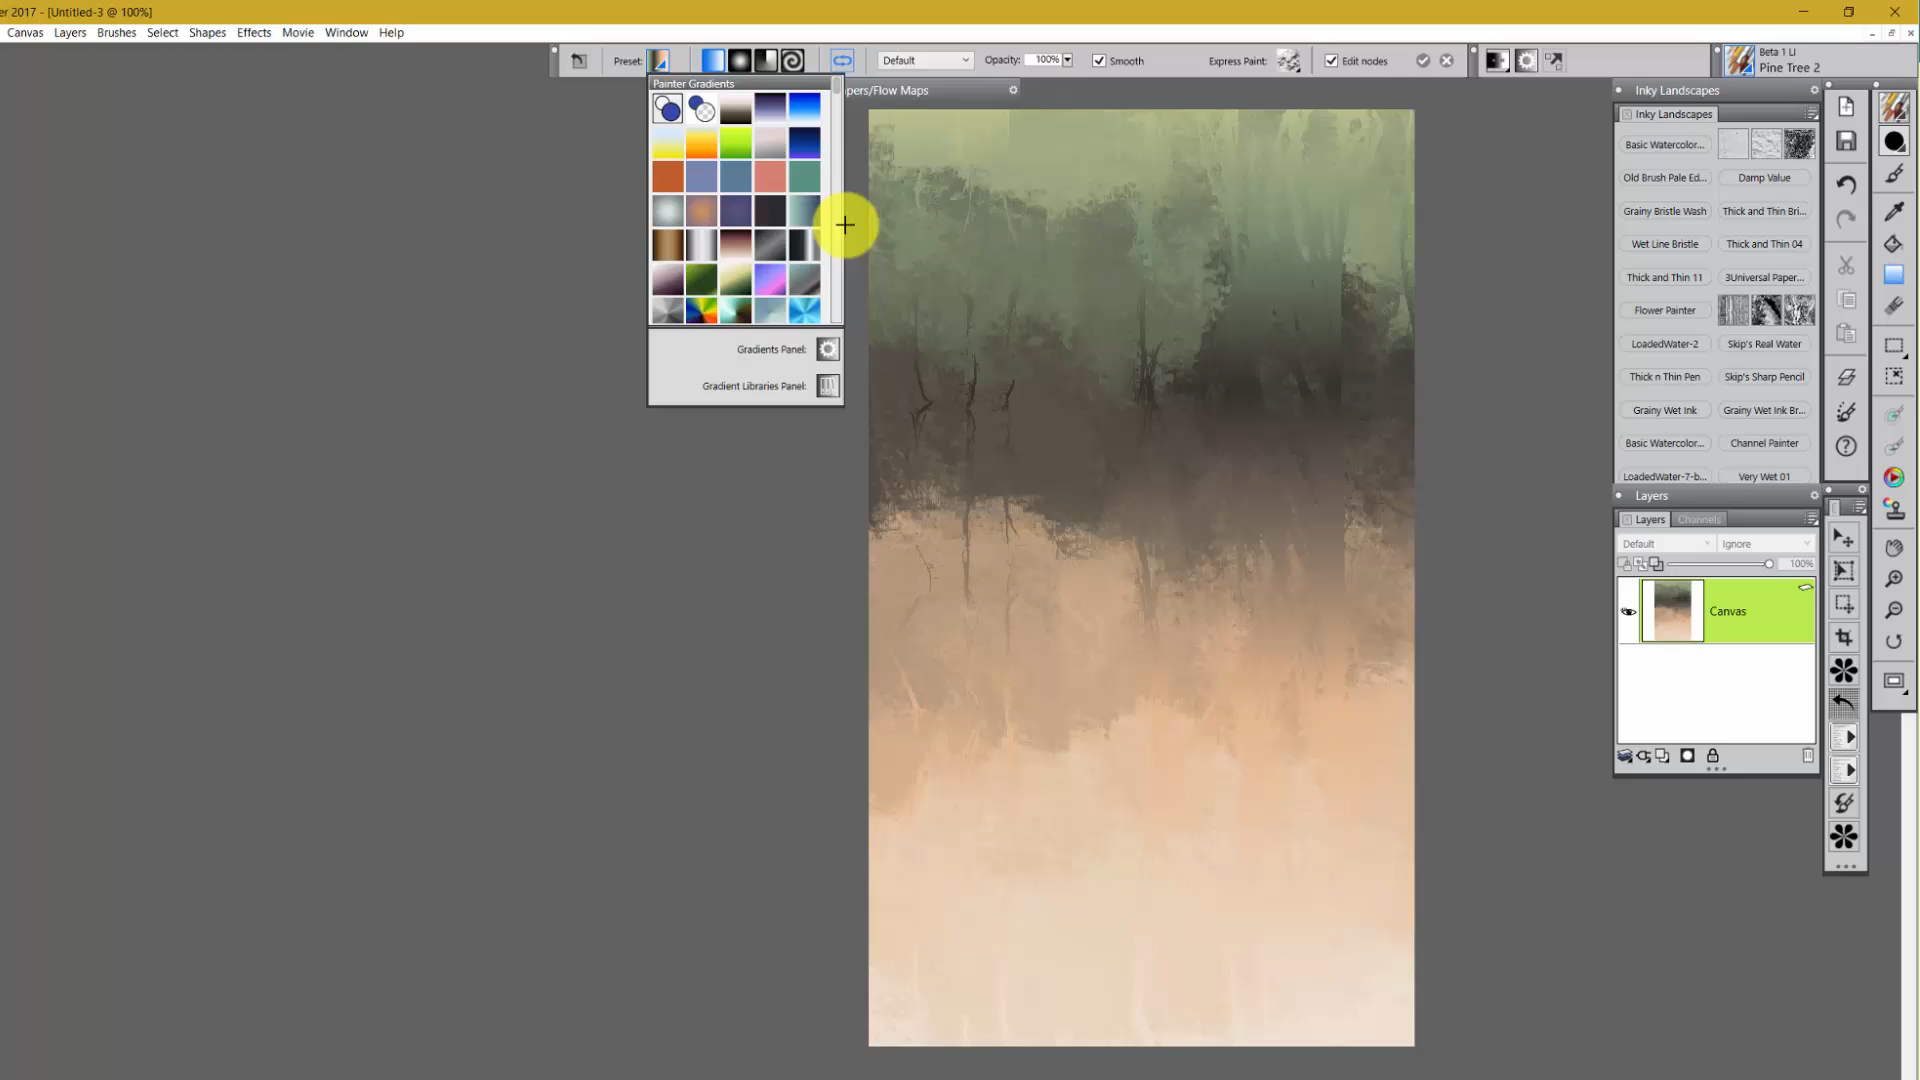 er 2017 - [Untitled-3 @ 100%]
Canvas Layers Brushes Select Shapes Effects Movie Window Help
Preset: Default Opacity: 100% Smooth Express Paint: Edit nodes
Beta 1 LI
Pine Tree 2
Painter Gradients
apers/Flow Maps
Gradients Panel:
Gradient Libraries Panel:
Inky Landscapes
Inky Landscapes
Basic Watercolor...
Old Brush Pale Ed... Damp Value
Grainy Bristle Wash Thick and Thin Bri...
Wet Line Bristle Thick and Thin 04
Thick and Thin 11 3Universal Paper...
Flower Painter
LoadedWater-2 Skip's Real Water
Thick n Thin Pen Skip's Sharp Pencil
Grainy Wet Ink Grainy Wet Ink Br...
Basic Watercolor... Channel Painter
LoadedWater-7-b... Very Wet 01
Layers
Layers Channels
Default Ignore
100%
Canvas